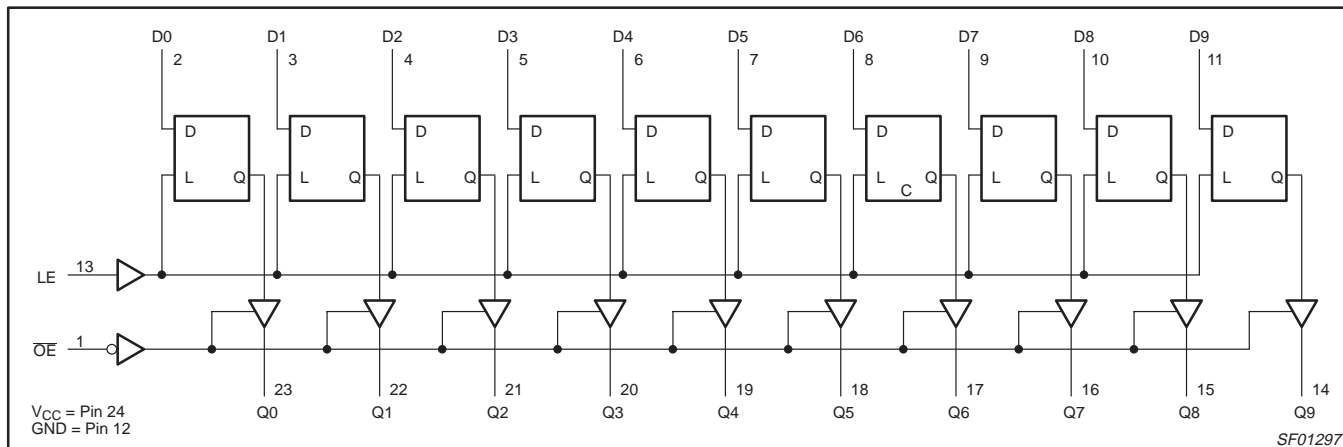 D0 D1 D2 D3 D4 D5 D6 D7 D8 D9
2 3 4 5 6 7 8 9 10 11
D D D D D D D D D D
L Q L Q L Q L Q L Q L Q L Q L Q L Q L Q
C
LE 13
OE 1
23 22 21 20 19 18 17 16 15 14
Q0 Q1 Q2 Q3 Q4 Q5 Q6 Q7 Q8 Q9
VCC = Pin 24
GND = Pin 12
SF01297